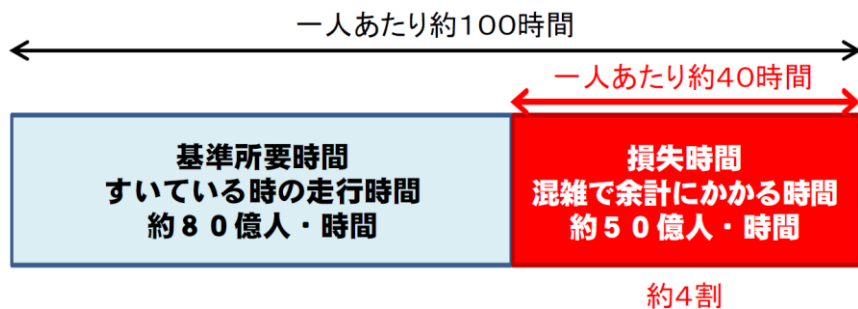 一人あたり約100時間
一人あたり約40時間
基準所要時間
すいている時の走行時間
約８０億人・時間
損失時間
混雑で余計にかかる時間
約５０億人・時間
約4割